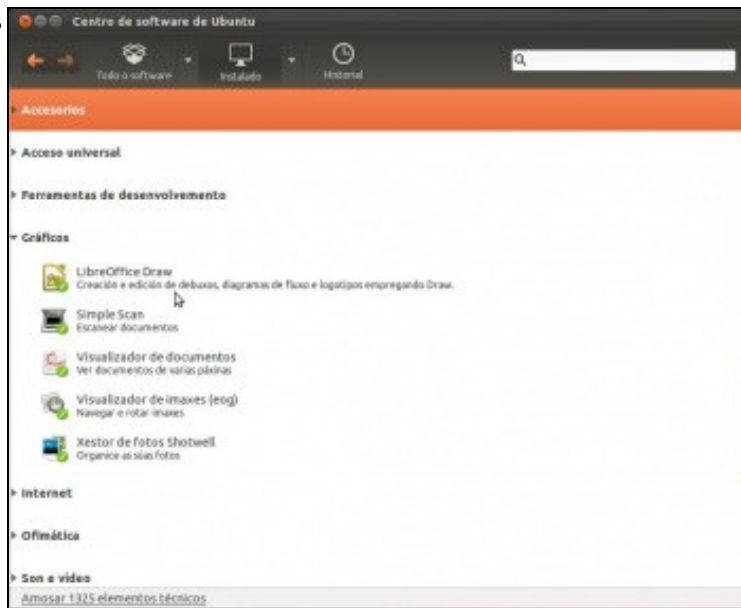 Centro de software de Ubuntu
Todo o software
Instalado
Historial
Accesorios
Acceso universal
Ferramentas de desenvolvemento
Gráficos
LibreOffice Draw
Creación e edición de debuxos, diagramas de fluxo e logotipos empregando Draw.
Simple Scan
Escanear documentos
Visualizador de documentos
Ver documentos de varias páxinas
Visualizador de imaxes (eog)
Navegar e rotar imaxes
Xestor de fotos Shotwell
Organice as súas fotos
Internet
Ofimática
Son e vídeo
Amosar 1325 elementos técnicos